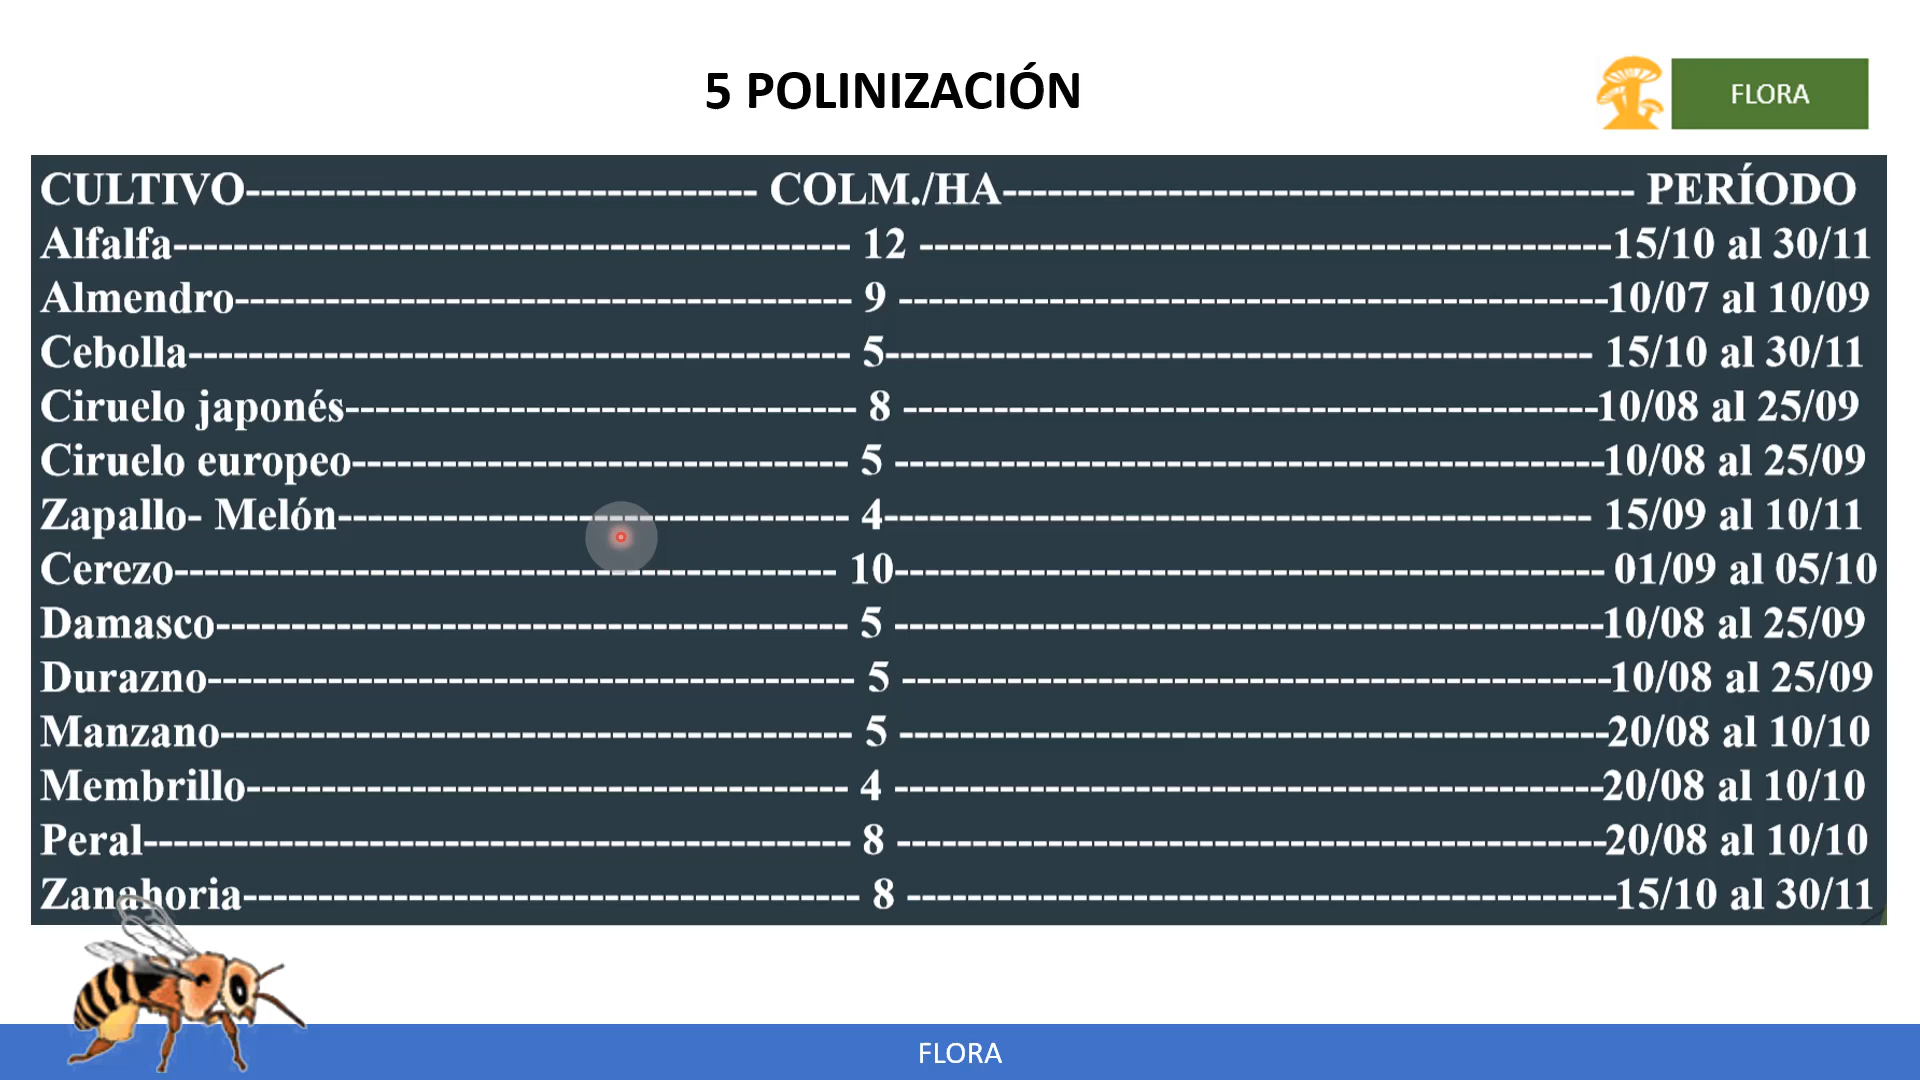 5 POLINIZACIÓN
FLORA
CULTIVO---------------------------------- COLM./HA------------------------------------------ PERÍODO
Alfalfa--------------------------------------------- 12 ----------------------------------------------15/10 al 30/11
Almendro----------------------------------------- 9 -----------------------------------------------10/07 al 10/09
Cebolla-------------------------------------------- 5----------------------------------------------- 15/10 al 30/11
Ciruelo japonés---------------------------------- 8 ----------------------------------------------10/08 al 25/09
Ciruelo europeo--------------------------------- 5 -----------------------------------------------10/08 al 25/09
Zapallo- Melón---------------------------------- 4----------------------------------------------- 15/09 al 10/11
Cerezo-------------------------------------------- 10----------------------------------------------- 01/09 al 05/10
Damasco------------------------------------------ 5 -----------------------------------------------10/08 al 25/09
Durazno------------------------------------------- 5 -----------------------------------------------10/08 al 25/09
Manzano------------------------------------------ 5 -----------------------------------------------20/08 al 10/10
Membrillo---------------------------------------- 4 -----------------------------------------------20/08 al 10/10
Peral----------------------------------------------- 8 -----------------------------------------------20/08 al 10/10
Zanahoria----------------------------------------- 8 -----------------------------------------------15/10 al 30/11
FLORA